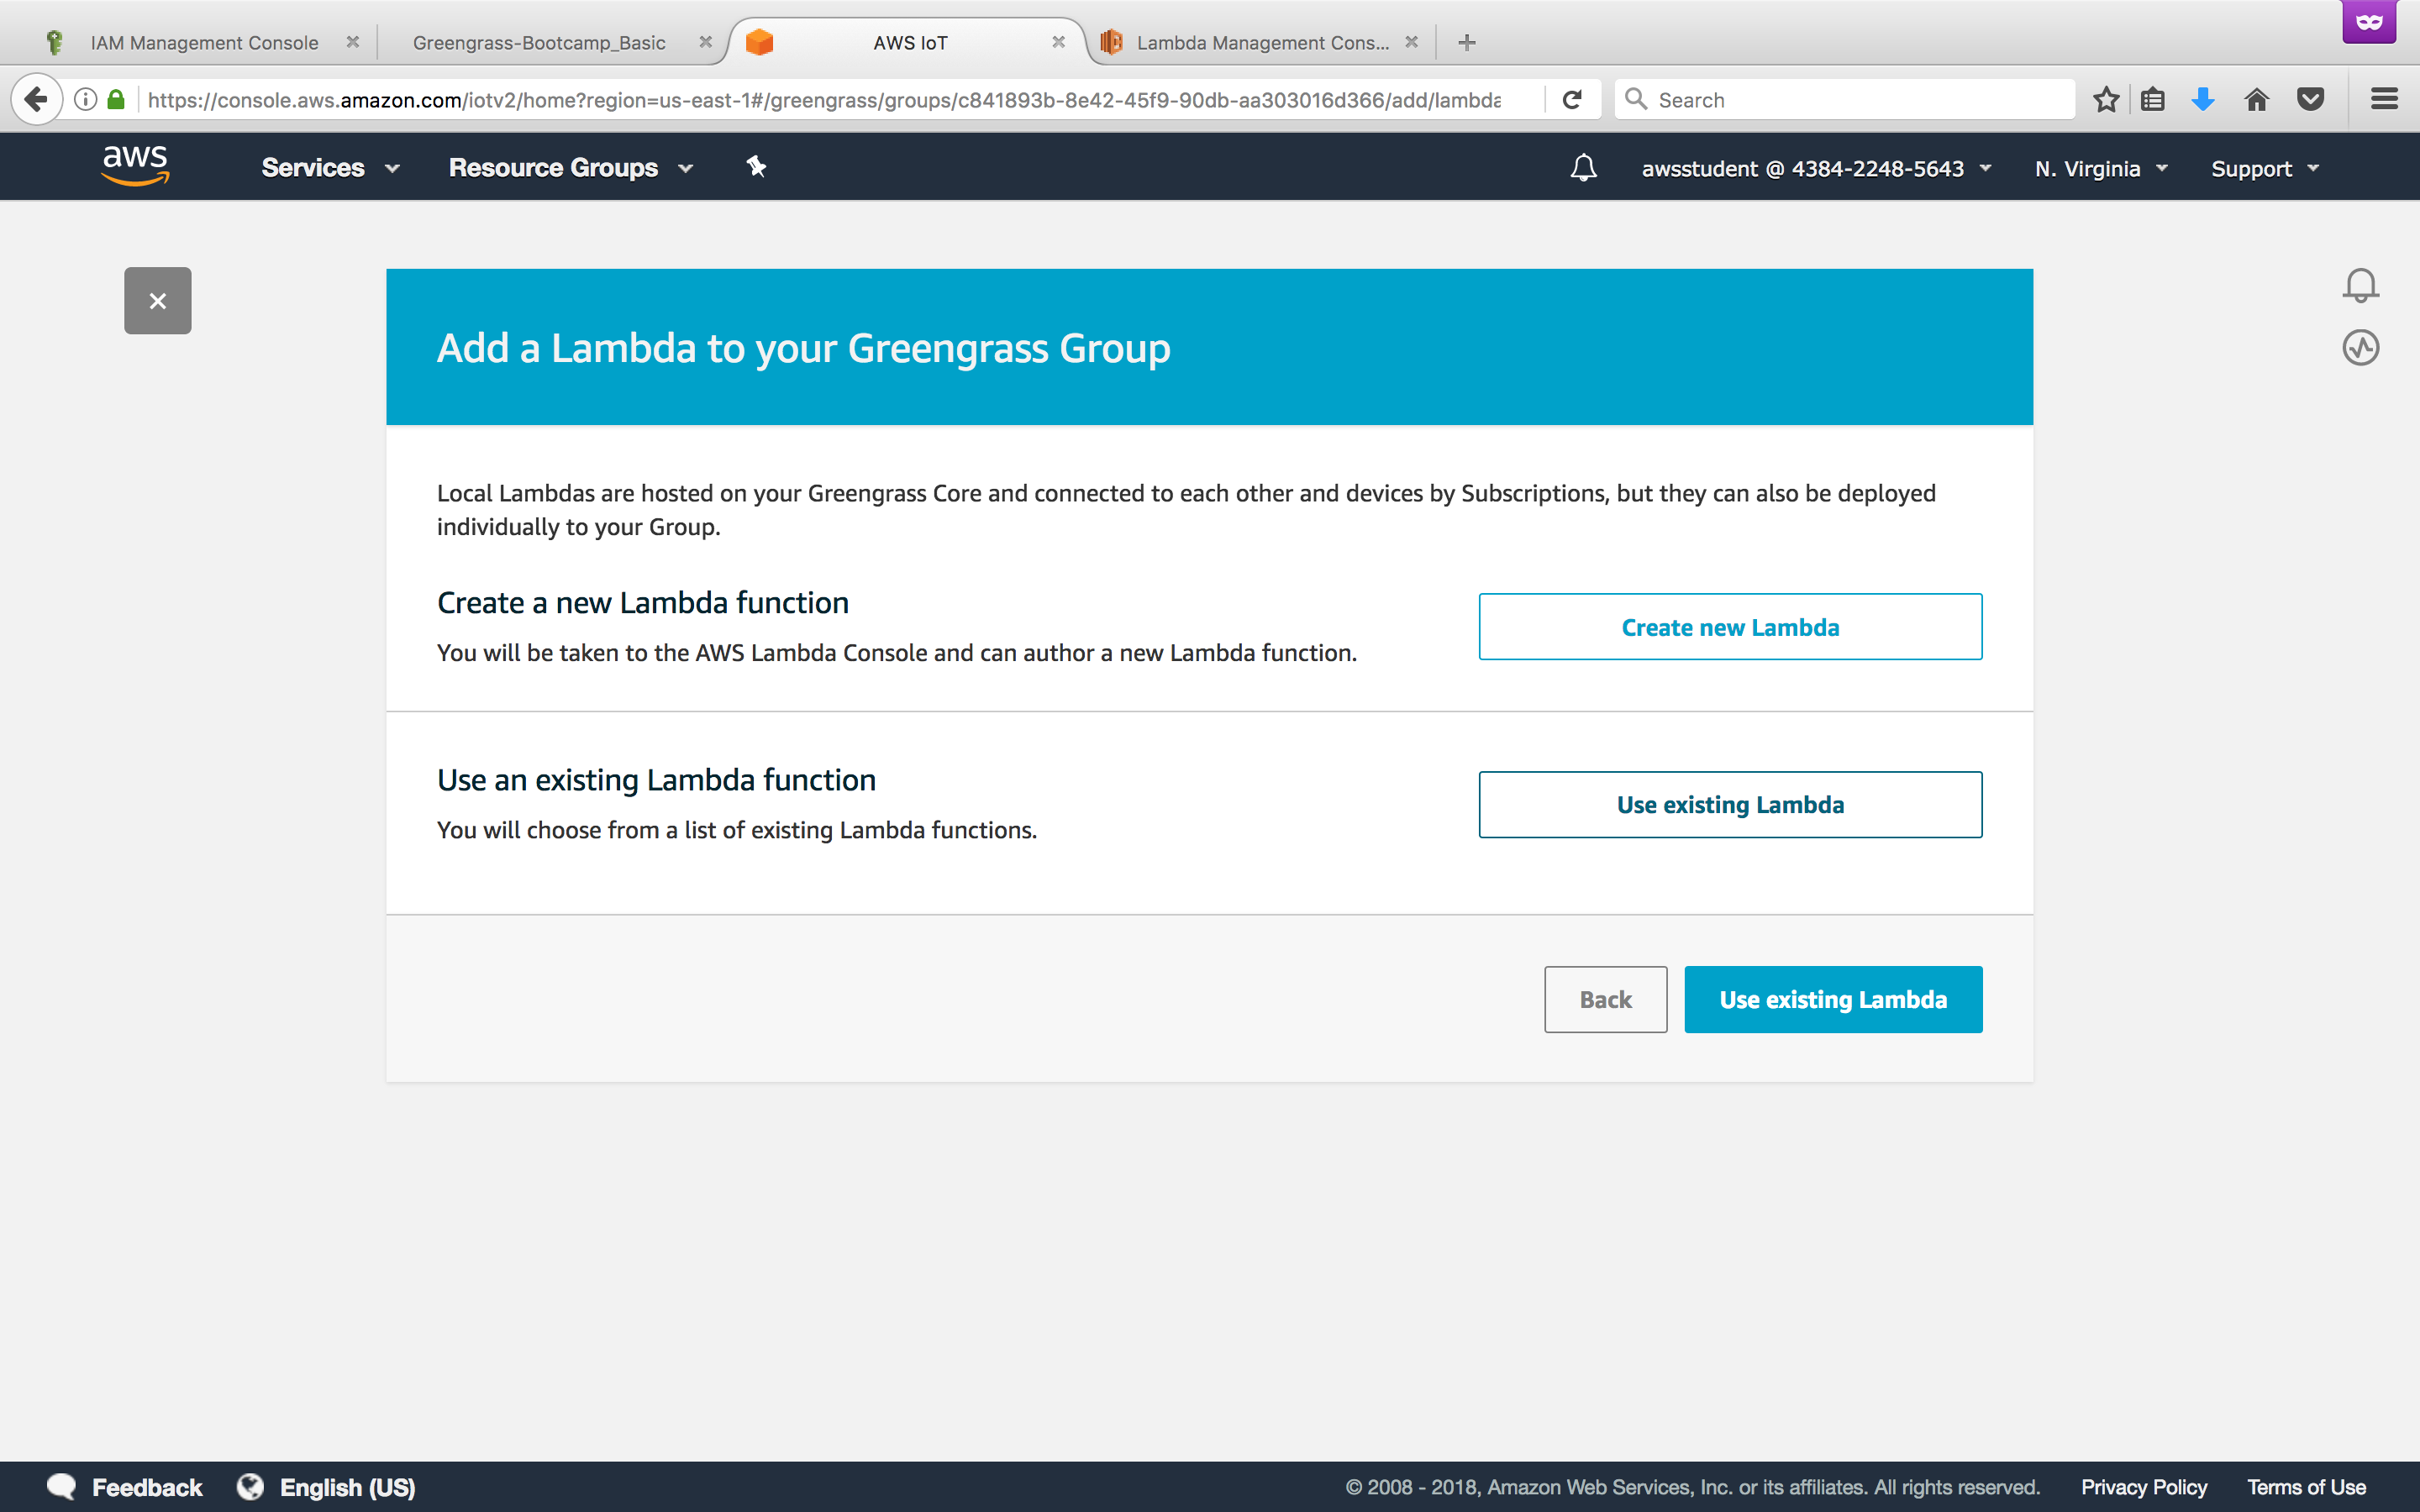 IAM Management Console
Greengrass-Bootcamp_Basic
AWS IoT
Lambda Management Cons...
https://console.aws.amazon.com/iotv2/home?region=us-east-1#/greengrass/groups/c841893b-8e42-45f9-90db-aa303016d366/add/lambda
Search
aws
Services
Resource Groups
awsstudent @ 4384-2248-5643
N. Virginia
Support
Add a Lambda to your Greengrass Group
Local Lambdas are hosted on your Greengrass Core and connected to each other and devices by Subscriptions, but they can also be deployed
individually to your Group.
Create a new Lambda function
You will be taken to the AWS Lambda Console and can author a new Lambda function.
Create new Lambda
Use an existing Lambda function
You will choose from a list of existing Lambda functions.
Use existing Lambda
Back
Use existing Lambda
Feedback
English (US)
© 2008 - 2018, Amazon Web Services, Inc. or its affiliates. All rights reserved.
Privacy Policy
Terms of Use